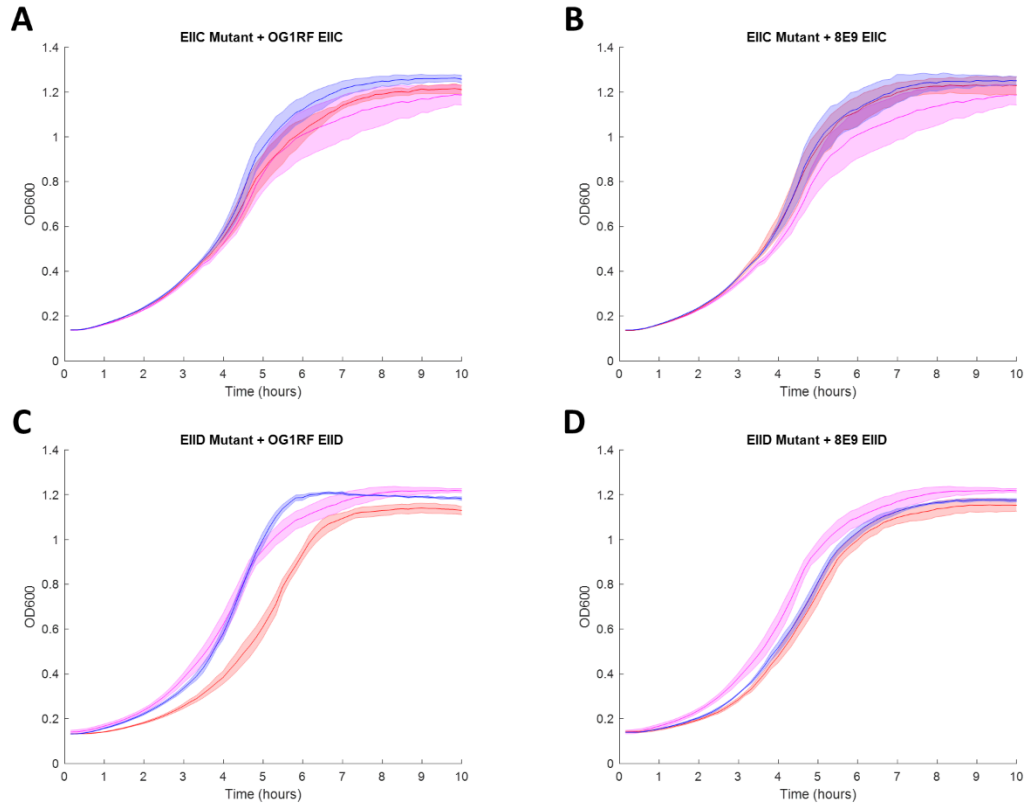 A
EIIC Mutant + OG1RF EIIC
1.4
1.2
1
0.8
0.6
0.4
0.2
0
OD600
0 1 2 3 4 5 6 7 8 9 10
Time (hours)
B
EIIC Mutant + 8E9 EIIC
1.4
1.2
1
0.8
0.6
0.4
0.2
0
OD600
0 1 2 3 4 5 6 7 8 9 10
Time (hours)
C
EIID Mutant + OG1RF EIID
1.4
1.2
1
0.8
0.6
0.4
0.2
0
OD600
0 1 2 3 4 5 6 7 8 9 10
Time (hours)
D
EIID Mutant + 8E9 EIID
1.4
1.2
1
0.8
0.6
0.4
0.2
0
OD600
0 1 2 3 4 5 6 7 8 9 10
Time (hours)